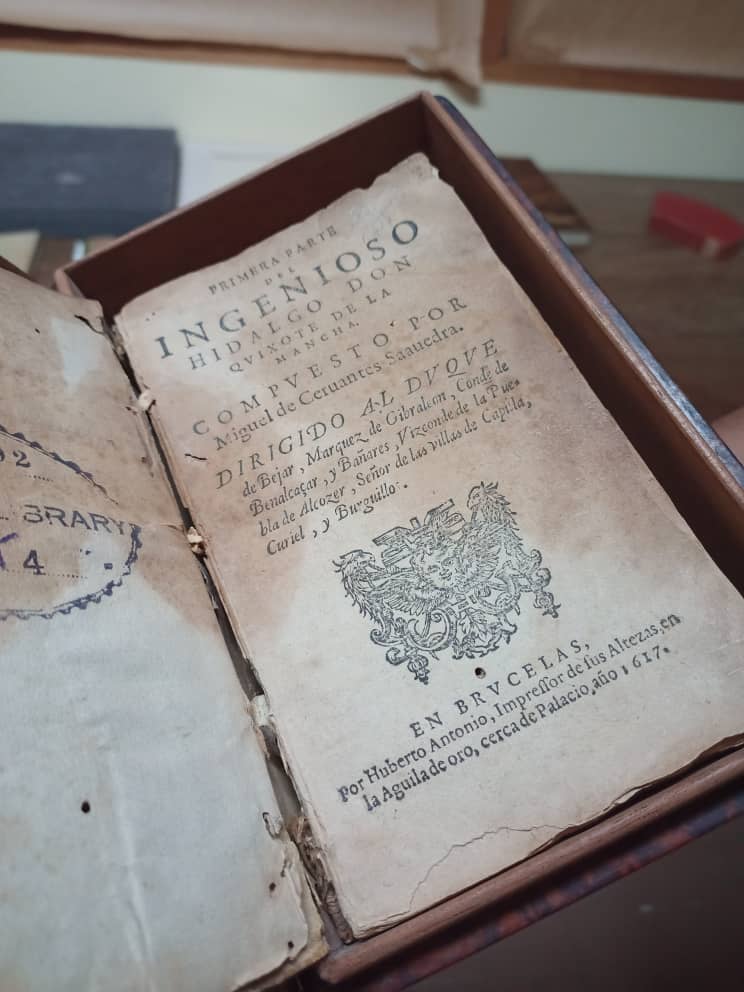 92
BRARY
4
PRIMERA PARTE
DEL
INGENIOSO
HIDALGO DON
QVIXOTE DE LA
MANCHA.
COMPVESTO POR
Miguel de Ceruantes Saauedra.
DIRIGIDO AL DVQVE
de Bejar, Marquez de Gibraleon, Conde de
Benalcaçar, y Bañares, Vizconde de la Pue-
bla de Alcozer, Señor de las villas de Capilla,
Curiel, y Burguillos.
EN BRVCELAS,
Por Huberto Antonio, Impreſſor de ſus Altezas, en
la Aguila de oro, cerca de Palacio, año 1617.